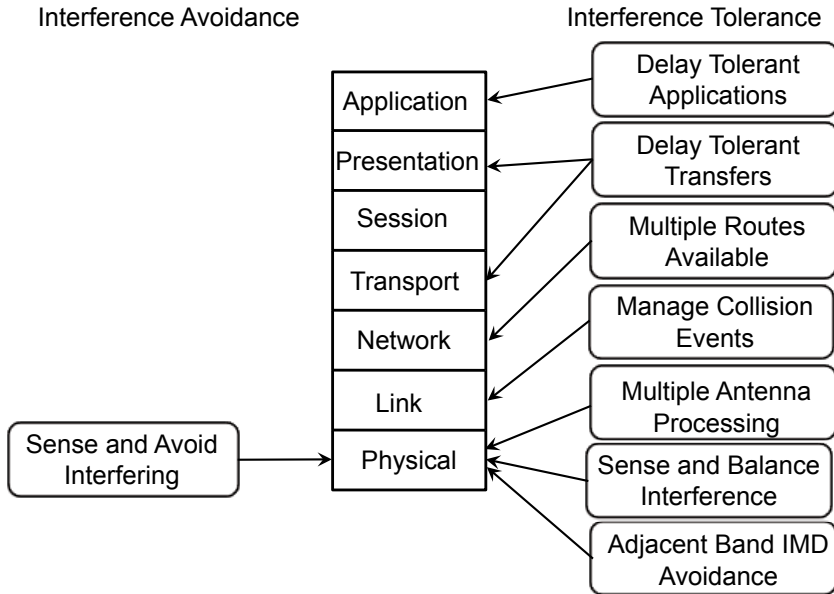 Interference Avoidance
Interference Tolerance
Application
Presentation
Session
Transport
Network
Link
Physical
Sense and Avoid
Interfering
Delay Tolerant
Applications
Delay Tolerant
Transfers
Multiple Routes
Available
Manage Collision
Events
Multiple Antenna
Processing
Sense and Balance
Interference
Adjacent Band IMD
Avoidance